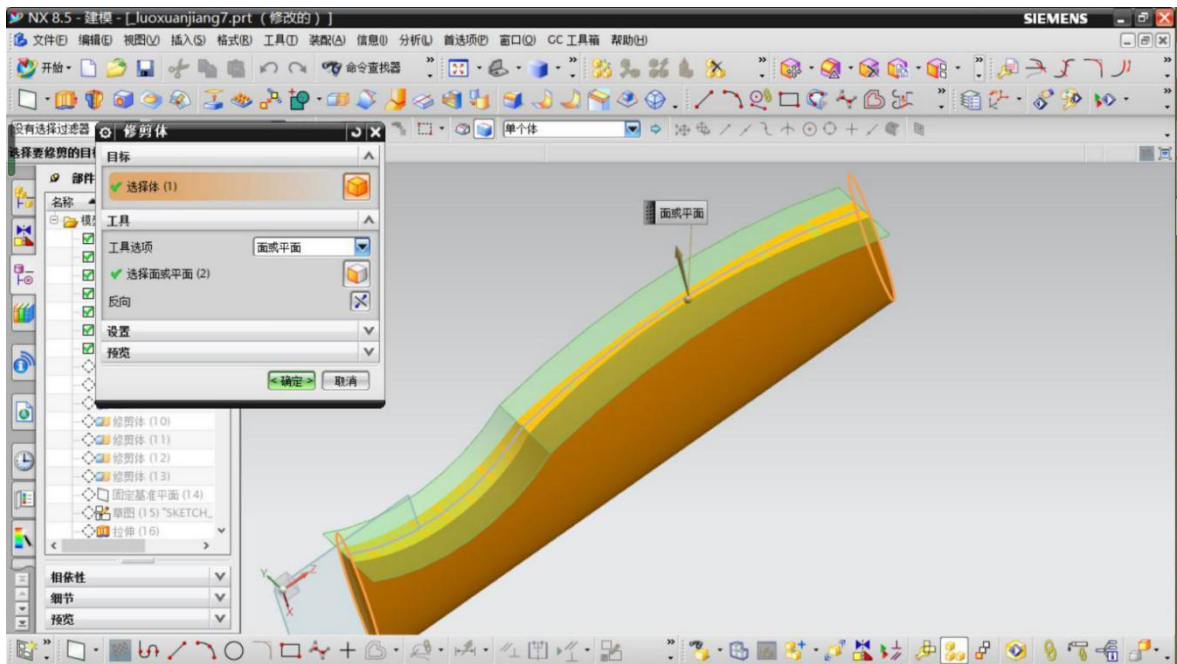 NX 8.5 - 建模 - [_luoxuanjiang7.prt （修改的）]
SIEMENS
文件(F) 编辑(E) 视图(V) 插入(S) 格式(R) 工具(T) 装配(A) 信息(I) 分析(L) 首选项(P) 窗口(O) GC 工具箱 帮助(H)
开始 命令查找器
没有选择过滤器 单个体
选择要修剪的目标
修剪体
目标
选择体 (1)
工具
工具选项 面或平面
选择面或平面 (2)
反向
设置
预览
<确定> 取消
面或平面
部件
名称
修剪体 (10)
修剪体 (11)
修剪体 (12)
修剪体 (13)
固定基准平面 (14)
草图 (15) "SKETCH_
拉伸 (16)
相依性
细节
预览
Y
Z
X